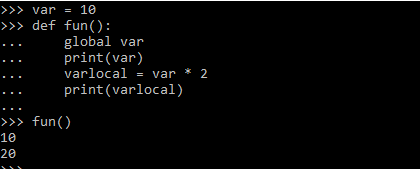 >>> var = 10
>>> def fun():
...     global var
...     print(var)
...     varlocal = var * 2
...     print(varlocal)
...
>>> fun()
10
20
>>>